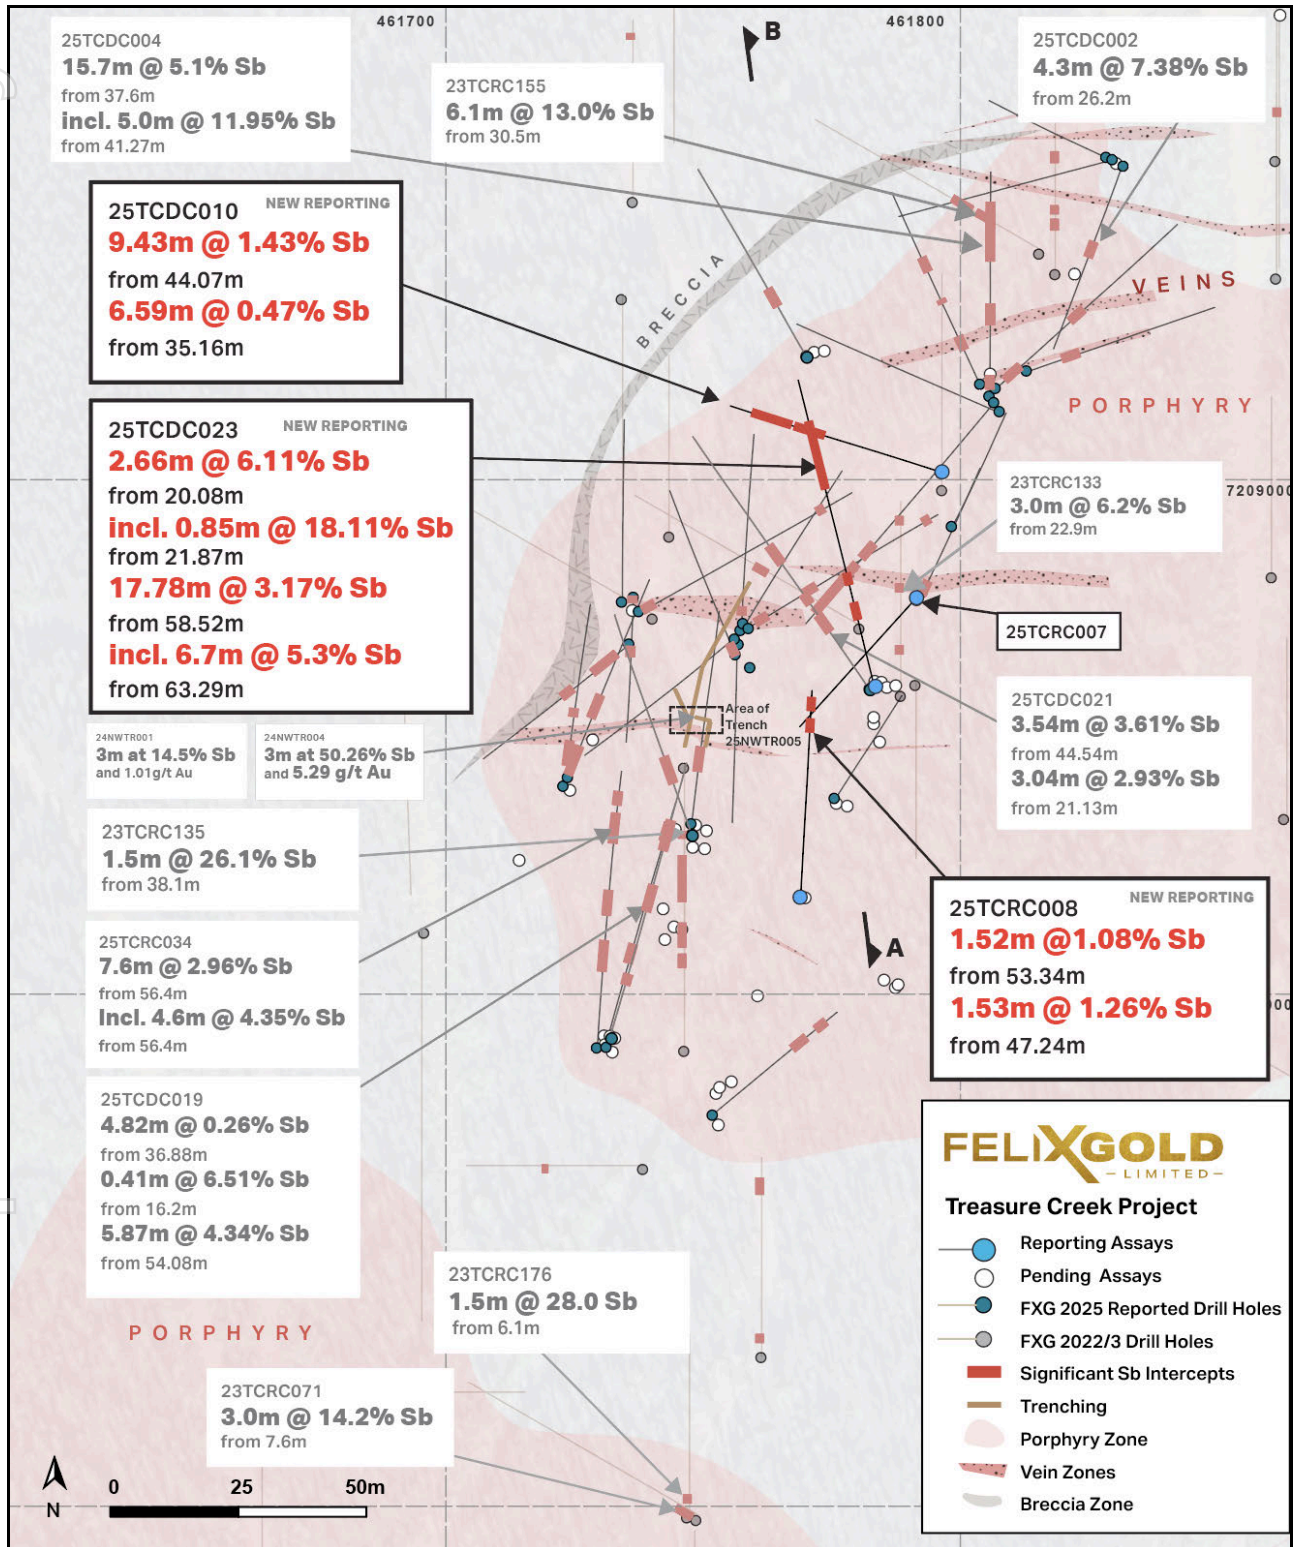 461700
461800
B
25TCDC004
15.7m @ 5.1% Sb
from 37.6m
incl. 5.0m @ 11.95% Sb
from 41.27m
23TCRC155
6.1m @ 13.0% Sb
from 30.5m
25TCDC002
4.3m @ 7.38% Sb
from 26.2m
25TCDC010
NEW REPORTING
9.43m @ 1.43% Sb
from 44.07m
6.59m @ 0.47% Sb
from 35.16m
BRECCIA
VEINS
PORPHYRY
25TCDC023
NEW REPORTING
2.66m @ 6.11% Sb
from 20.08m
incl. 0.85m @ 18.11% Sb
from 21.87m
17.78m @ 3.17% Sb
from 58.52m
incl. 6.7m @ 5.3% Sb
from 63.29m
23TCRC133
3.0m @ 6.2% Sb
from 22.9m
7209000
25TCRC007
25TCDC021
3.54m @ 3.61% Sb
from 44.54m
3.04m @ 2.93% Sb
from 21.13m
Area of
Trench
25NWTR005
24NWTR001
3m at 14.5% Sb
and 1.01g/t Au
24NWTR004
3m at 50.26% Sb
and 5.29 g/t Au
23TCRC135
1.5m @ 26.1% Sb
from 38.1m
25TCRC034
7.6m @ 2.96% Sb
from 56.4m
Incl. 4.6m @ 4.35% Sb
from 56.4m
25TCRC008
NEW REPORTING
1.52m @1.08% Sb
from 53.34m
1.53m @ 1.26% Sb
from 47.24m
A
25TCDC019
4.82m @ 0.26% Sb
from 36.88m
0.41m @ 6.51% Sb
from 16.2m
5.87m @ 4.34% Sb
from 54.08m
PORPHYRY
23TCRC176
1.5m @ 28.0 Sb
from 6.1m
23TCRC071
3.0m @ 14.2% Sb
from 7.6m
N
0 25 50m
FELIXGOLD
LIMITED
Treasure Creek Project
Reporting Assays
Pending Assays
FXG 2025 Reported Drill Holes
FXG 2022/3 Drill Holes
Significant Sb Intercepts
Trenching
Porphyry Zone
Vein Zones
Breccia Zone